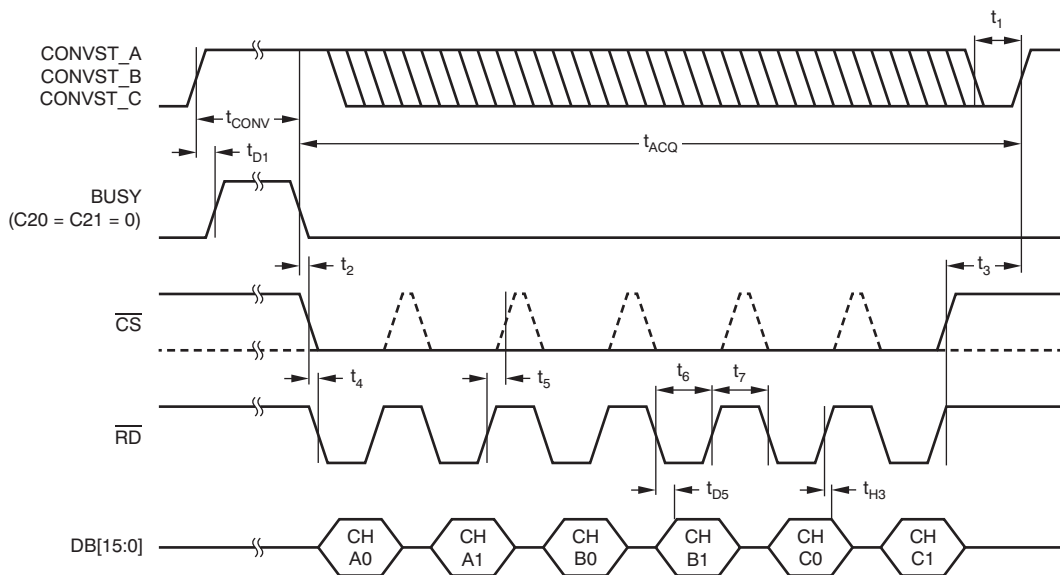 CONVST_A
CONVST_B
CONVST_C
t1
tCONV
tD1
tACQ
BUSY
(C20 = C21 = 0)
t2
t3
CS
t4
t5
t6
t7
RD
tD5
tH3
DB[15:0]
CH
A0
CH
A1
CH
B0
CH
B1
CH
C0
CH
C1